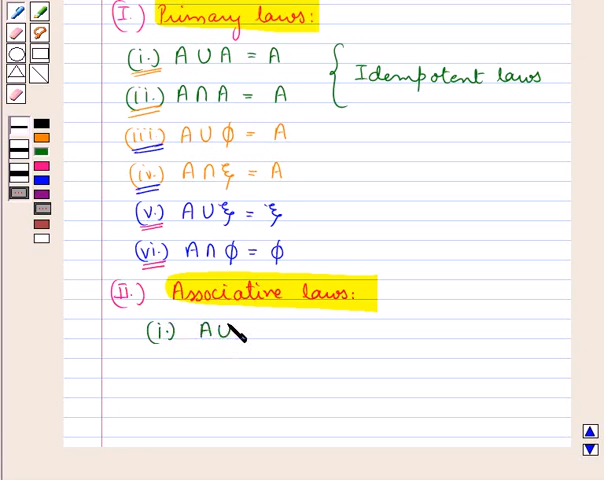 (I.) Primary laws:
(i.) A ∪ A = A
(ii.) A ∩ A = A
Idempotent laws
(iii.) A ∪ ϕ = A
(iv.) A ∩ ξ = A
(v.) A ∪ ξ = ξ
(vi.) A ∩ ϕ = ϕ
(II.) Associative laws:
(i.) A ∪